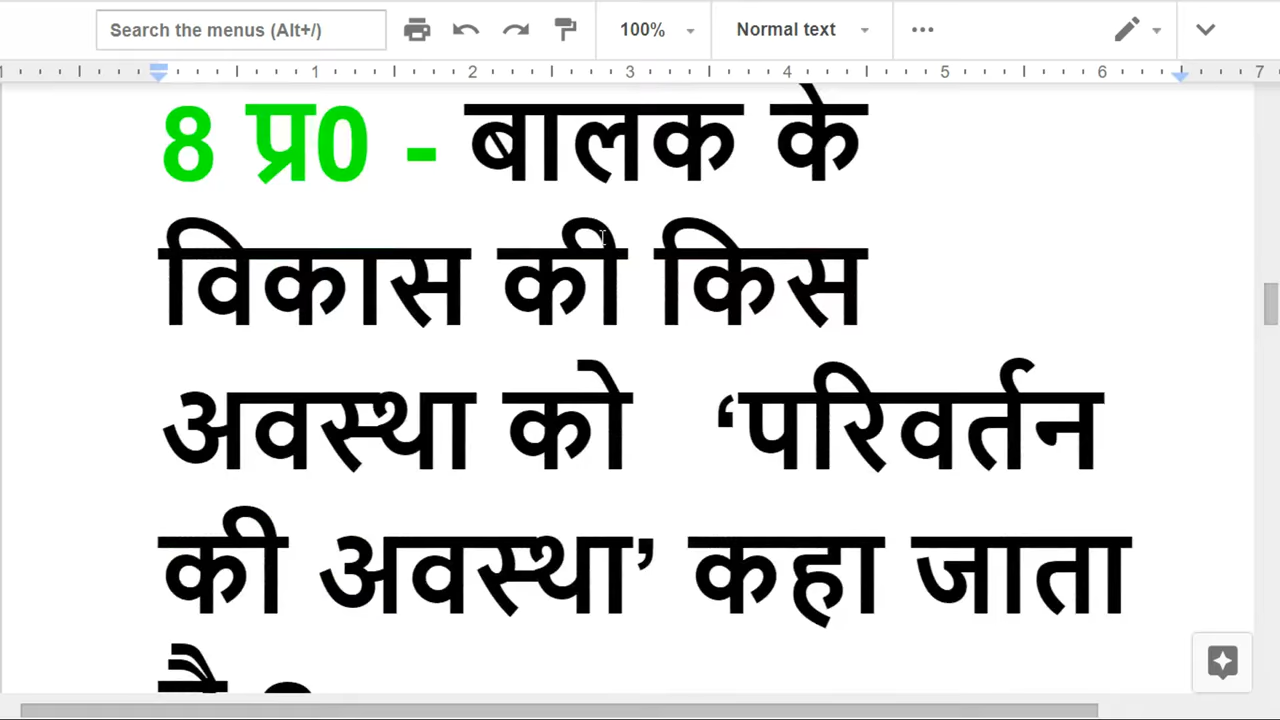 Search the menus (Alt+/)
100%
Normal text
1 1 2 3 4 5 6 7
8 प्र0 - बालक के
विकास की किस
अवस्था को ‘परिवर्तन
की अवस्था’ कहा जाता